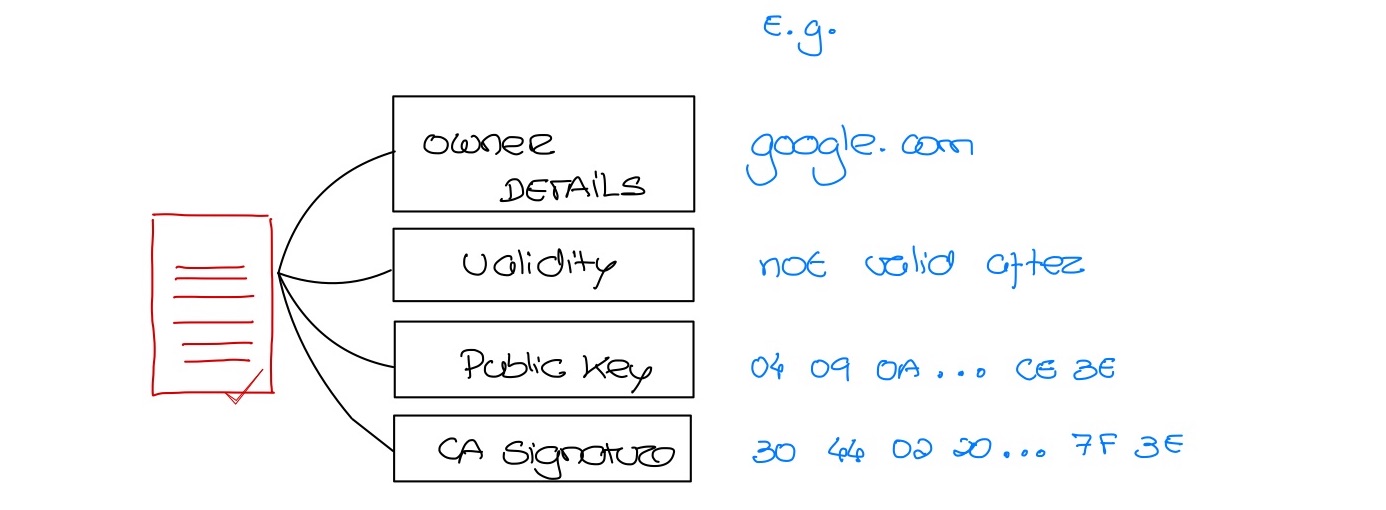 E.g.
OWNER
DETAILS
google.com
Validity
not valid after
Public Key
04 09 0A ... CE 3E
CA Signature
30 44 02 20 ... 7F 3E